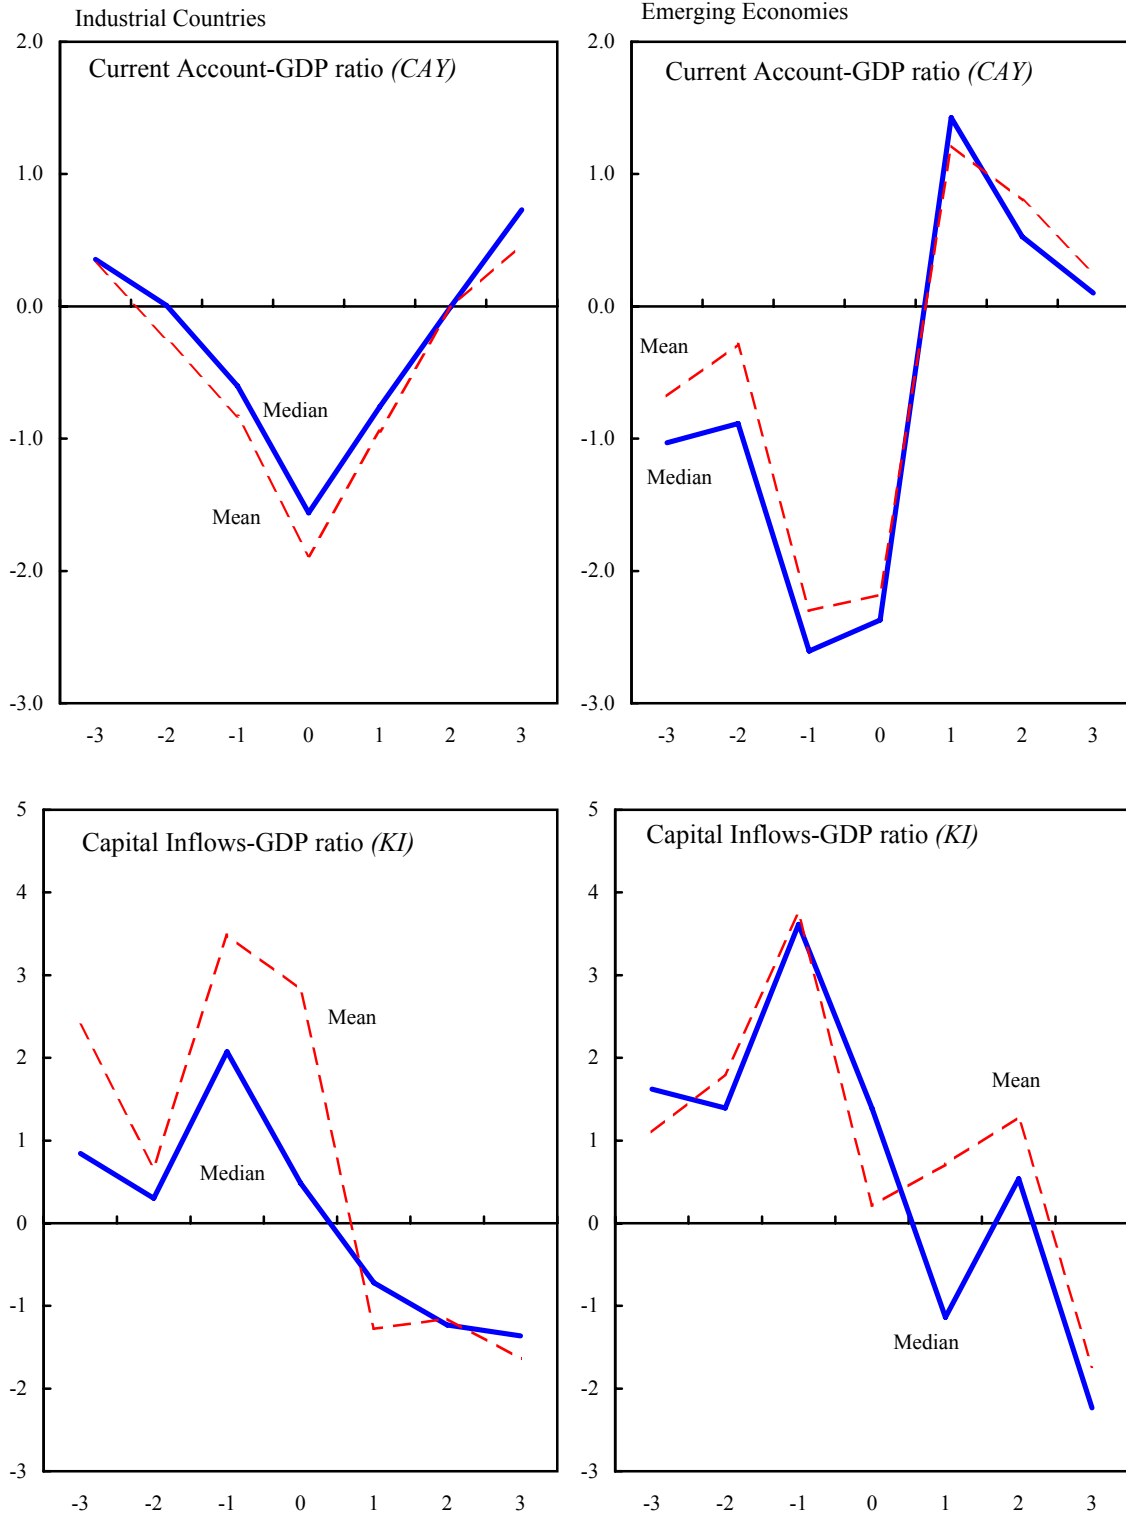 Industrial Countries
Emerging Economies
Current Account-GDP ratio (CAY)
2.0
1.0
0.0
-1.0
-2.0
-3.0
Median
Mean
-3 -2 -1 0 1 2 3
Current Account-GDP ratio (CAY)
2.0
1.0
0.0
-1.0
-2.0
-3.0
Mean
Median
-3 -2 -1 0 1 2 3
Capital Inflows-GDP ratio (KI)
5
4
3
2
1
0
-1
-2
-3
Mean
Median
-3 -2 -1 0 1 2 3
Capital Inflows-GDP ratio (KI)
5
4
3
2
1
0
-1
-2
-3
Mean
Median
-3 -2 -1 0 1 2 3